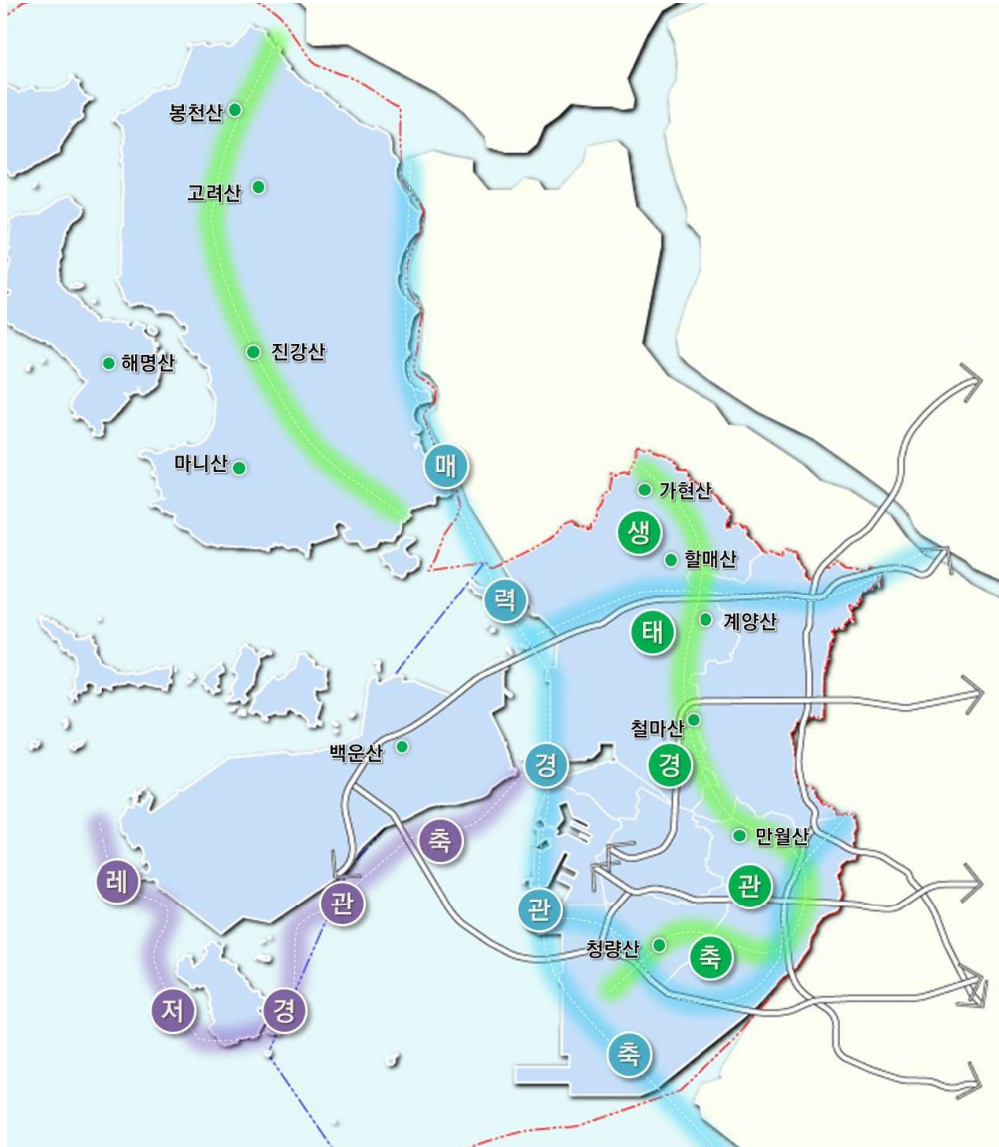 봉천산
고려산
진강산
해명산
마니산
매력경관축
가현산
할매산
계양산
철마산
만월산
청량산
생태경관축
백운산
레저경관축